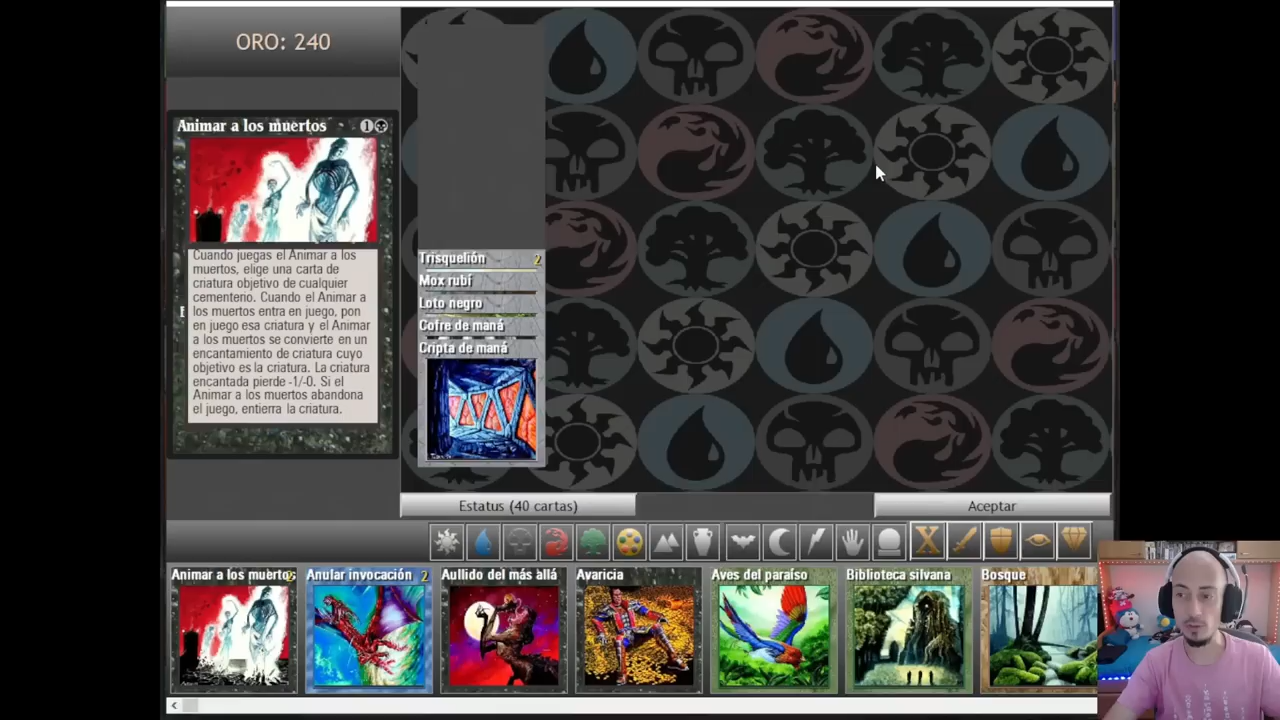 ORO: 240
Animar a los muertos
1
Cuando juegas el Animar a los
muertos, elige una carta de
criatura objetivo de cualquier
cementerio. Cuando el Animar a
los muertos entra en juego, pon
en juego esa criatura y el Animar
a los muertos se convierte en un
encantamiento de criatura cuyo
objetivo es la criatura. La criatura
encantada pierde -1/-0. Si el
Animar a los muertos abandona
el juego, entierra la criatura.
Trisquelión 2
Mox rubí
Loto negro
Cofre de maná
Cripta de maná
Estatus (40 cartas)
Aceptar
X
Animar a los muertos
Anular invocación 2
Aullido del más allá
Avaricia
Aves del paraíso
Biblioteca silvana
Bosque